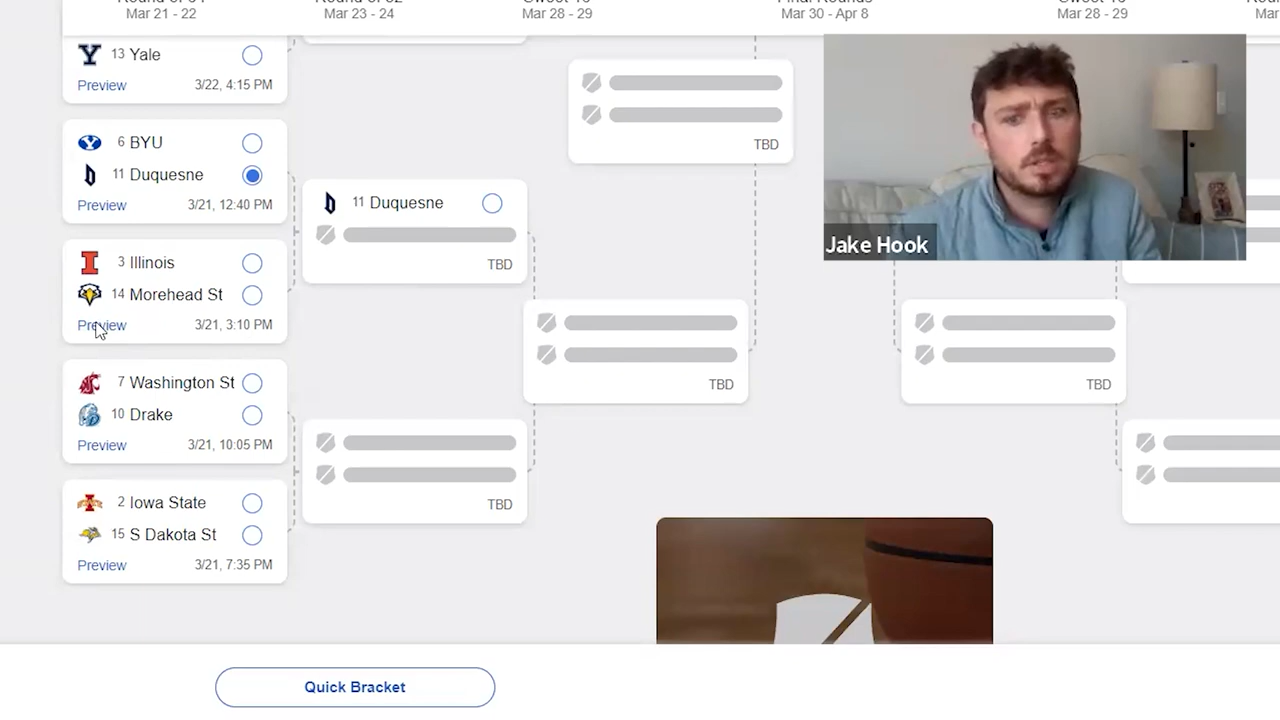 Mar 21 - 22
Mar 23 - 24
Mar 28 - 29
Mar 30 - Apr 8
Mar 28 - 29
Mar
13 Yale
Preview 3/22, 4:15 PM
6 BYU
11 Duquesne
Preview 3/21, 12:40 PM
3 Illinois
14 Morehead St
Preview 3/21, 3:10 PM
7 Washington St
10 Drake
Preview 3/21, 10:05 PM
2 Iowa State
15 S Dakota St
Preview 3/21, 7:35 PM
11 Duquesne
TBD
TBD
TBD
TBD
TBD
Jake Hook
Quick Bracket